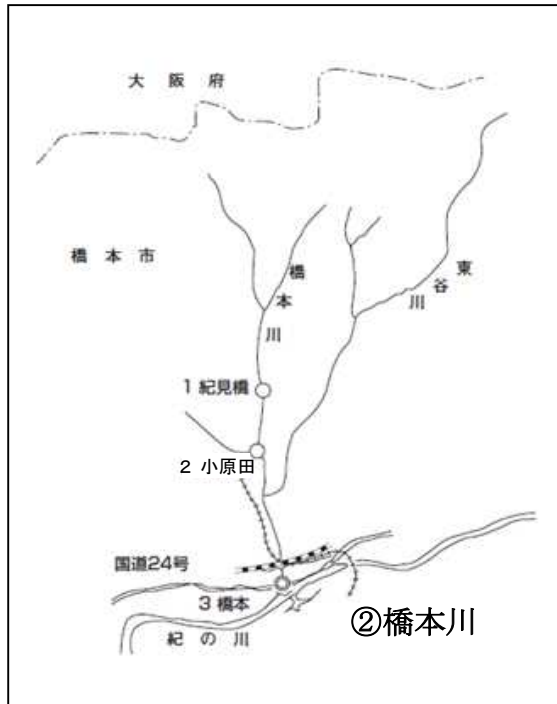 大阪府
橋本市
橋本川
東谷川
1 紀見橋
2 小原田
国道24号
3 橋本
紀の川
②橋本川